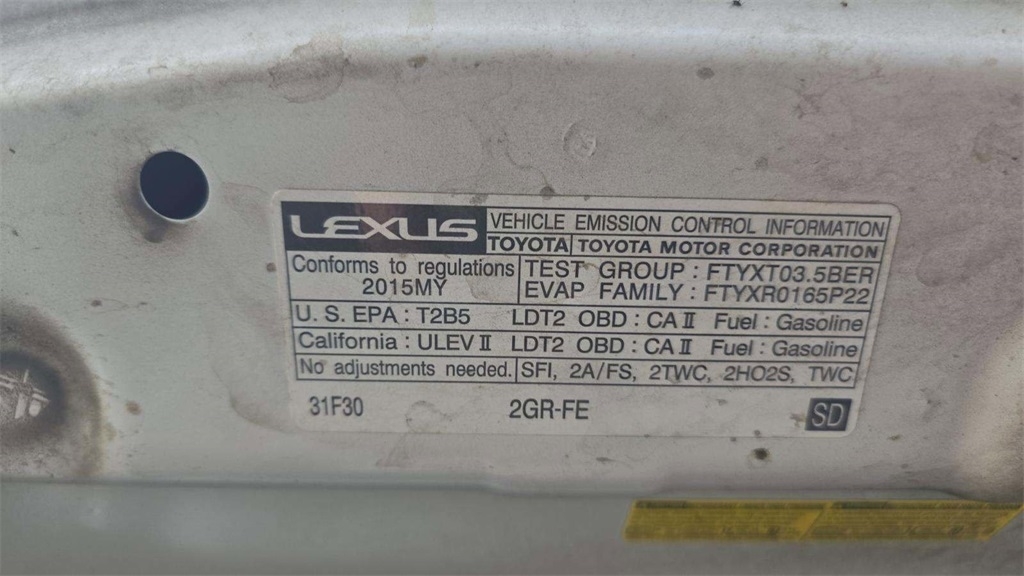 LEXUS
VEHICLE EMISSION CONTROL INFORMATION
TOYOTA TOYOTA MOTOR CORPORATION
Conforms to regulations
2015MY
TEST GROUP : FTYXT03.5BER
EVAP FAMILY : FTYXR0165P22
U. S. EPA : T2B5 LDT2 OBD : CA II Fuel : Gasoline
California : ULEV II LDT2 OBD : CA II Fuel : Gasoline
No adjustments needed. SFI, 2A/FS, 2TWC, 2HO2S, TWC
31F30 2GR-FE SD